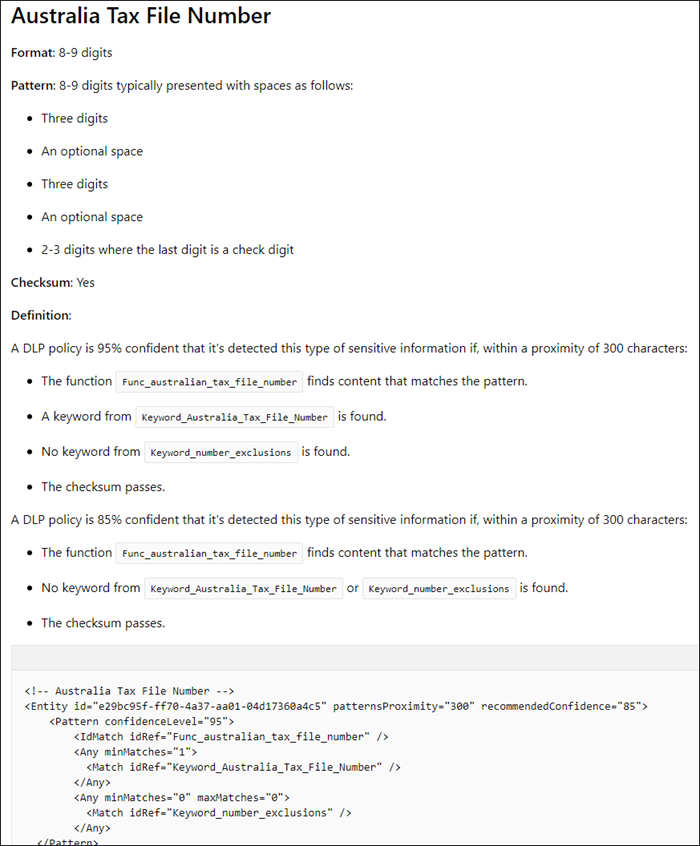 Australia Tax File Number
Format: 8-9 digits
Pattern: 8-9 digits typically presented with spaces as follows:
• Three digits
• An optional space
• Three digits
• An optional space
• 2-3 digits where the last digit is a check digit
Checksum: Yes
Definition:
A DLP policy is 95% confident that it's detected this type of sensitive information if, within a proximity of 300 characters:
• The function Func_australian_tax_file_number finds content that matches the pattern.
• A keyword from Keyword_Australia_Tax_File_Number is found.
• No keyword from Keyword_number_exclusions is found.
• The checksum passes.
A DLP policy is 85% confident that it's detected this type of sensitive information if, within a proximity of 300 characters:
• The function Func_australian_tax_file_number finds content that matches the pattern.
• No keyword from Keyword_Australia_Tax_File_Number or Keyword_number_exclusions is found.
• The checksum passes.
<!-- Australia Tax File Number -->
<Entity id="e29bc95f-ff70-4a37-aa01-04d17360a4c5" patternsProximity="300" recommendedConfidence="85">
    <Pattern confidenceLevel="95">
        <IdMatch idRef="Func_australian_tax_file_number" />
        <Any minMatches="1">
          <Match idRef="Keyword_Australia_Tax_File_Number" />
        </Any>
        <Any minMatches="0" maxMatches="0">
          <Match idRef="Keyword_number_exclusions" />
        </Any>
  </Pattern>